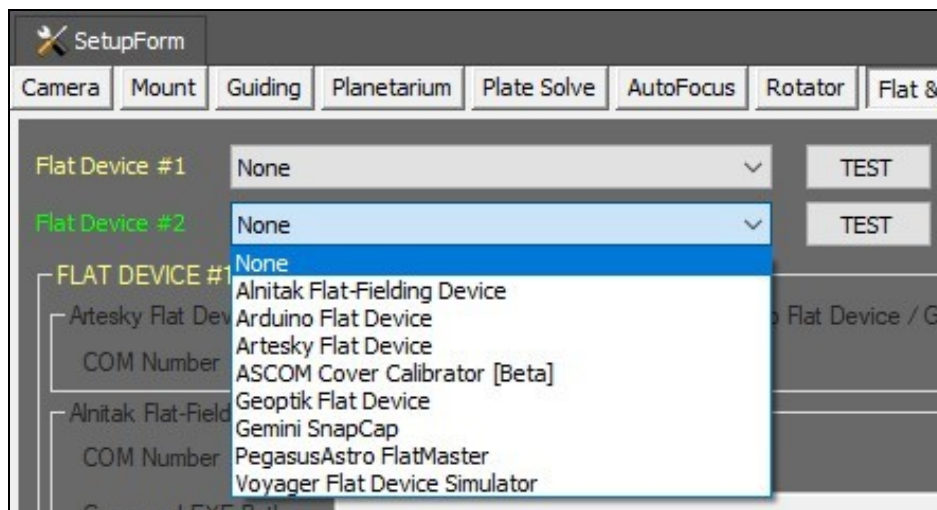 SetupForm
Camera Mount Guiding Planetarium Plate Solve AutoFocus Rotator Flat &
Flat Device #1 None TEST
Flat Device #2 None TEST
None
FLAT DEVICE #1
Alnitak Flat-Fielding Device
Artesky Flat Dev Arduino Flat Device Flat Device / G
Artesky Flat Device
COM Number
ASCOM Cover Calibrator [Beta]
Geoptik Flat Device
Alnitak Flat-Field
Gemini SnapCap
COM Number PegasusAstro FlatMaster
Voyager Flat Device Simulator